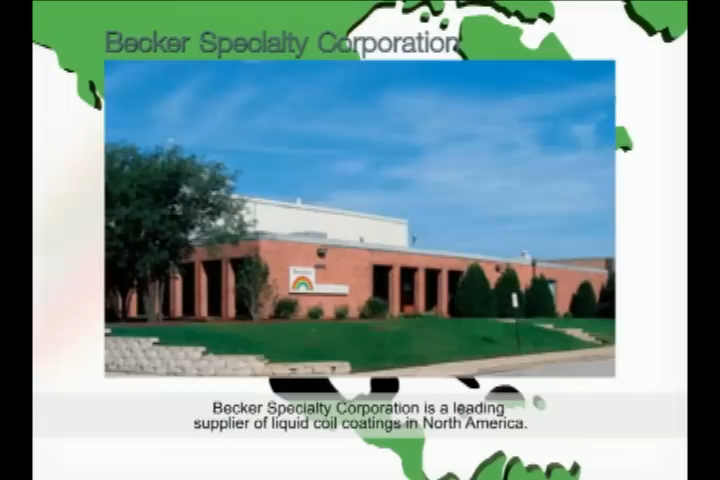 Becker Specialty Corporation
Becker Specialty Corporation is a leading
supplier of liquid coil coatings in North America.